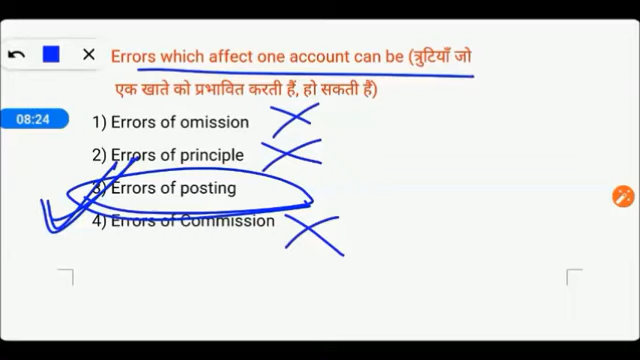 Errors which affect one account can be (त्रुटियाँ जो
एक खाते को प्रभावित करती हैं, हो सकती हैं)
08:24
1) Errors of omission
2) Errors of principle
3) Errors of posting
4) Errors of Commission